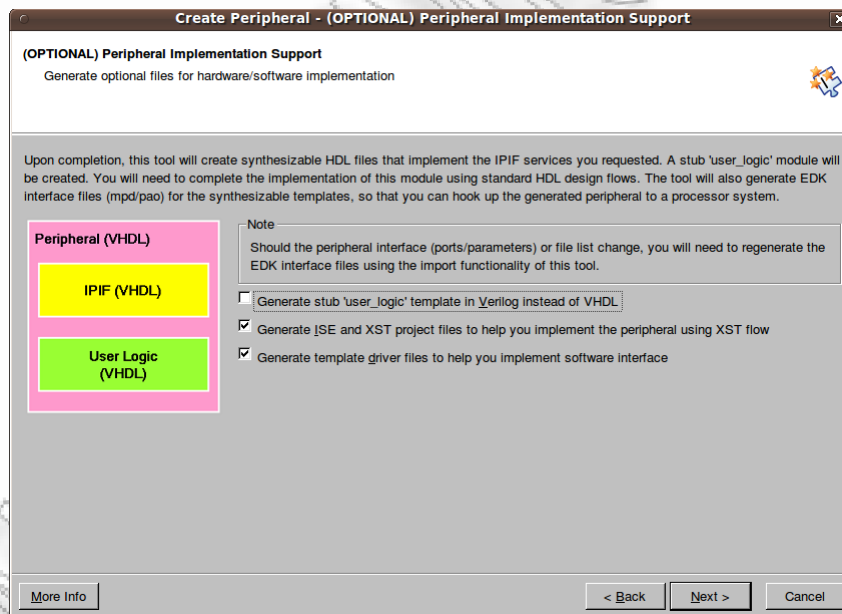 Create Peripheral - (OPTIONAL) Peripheral Implementation Support
(OPTIONAL) Peripheral Implementation Support
Generate optional files for hardware/software implementation
Upon completion, this tool will create synthesizable HDL files that implement the IPIF services you requested. A stub 'user_logic' module will
be created. You will need to complete the implementation of this module using standard HDL design flows. The tool will also generate EDK
interface files (mpd/pao) for the synthesizable templates, so that you can hook up the generated peripheral to a processor system.
Peripheral (VHDL)
IPIF (VHDL)
User Logic
(VHDL)
Note
Should the peripheral interface (ports/parameters) or file list change, you will need to regenerate the
EDK interface files using the import functionality of this tool.
Generate stub 'user_logic' template in Verilog instead of VHDL
Generate ISE and XST project files to help you implement the peripheral using XST flow
Generate template driver files to help you implement software interface
More Info
< Back
Next >
Cancel